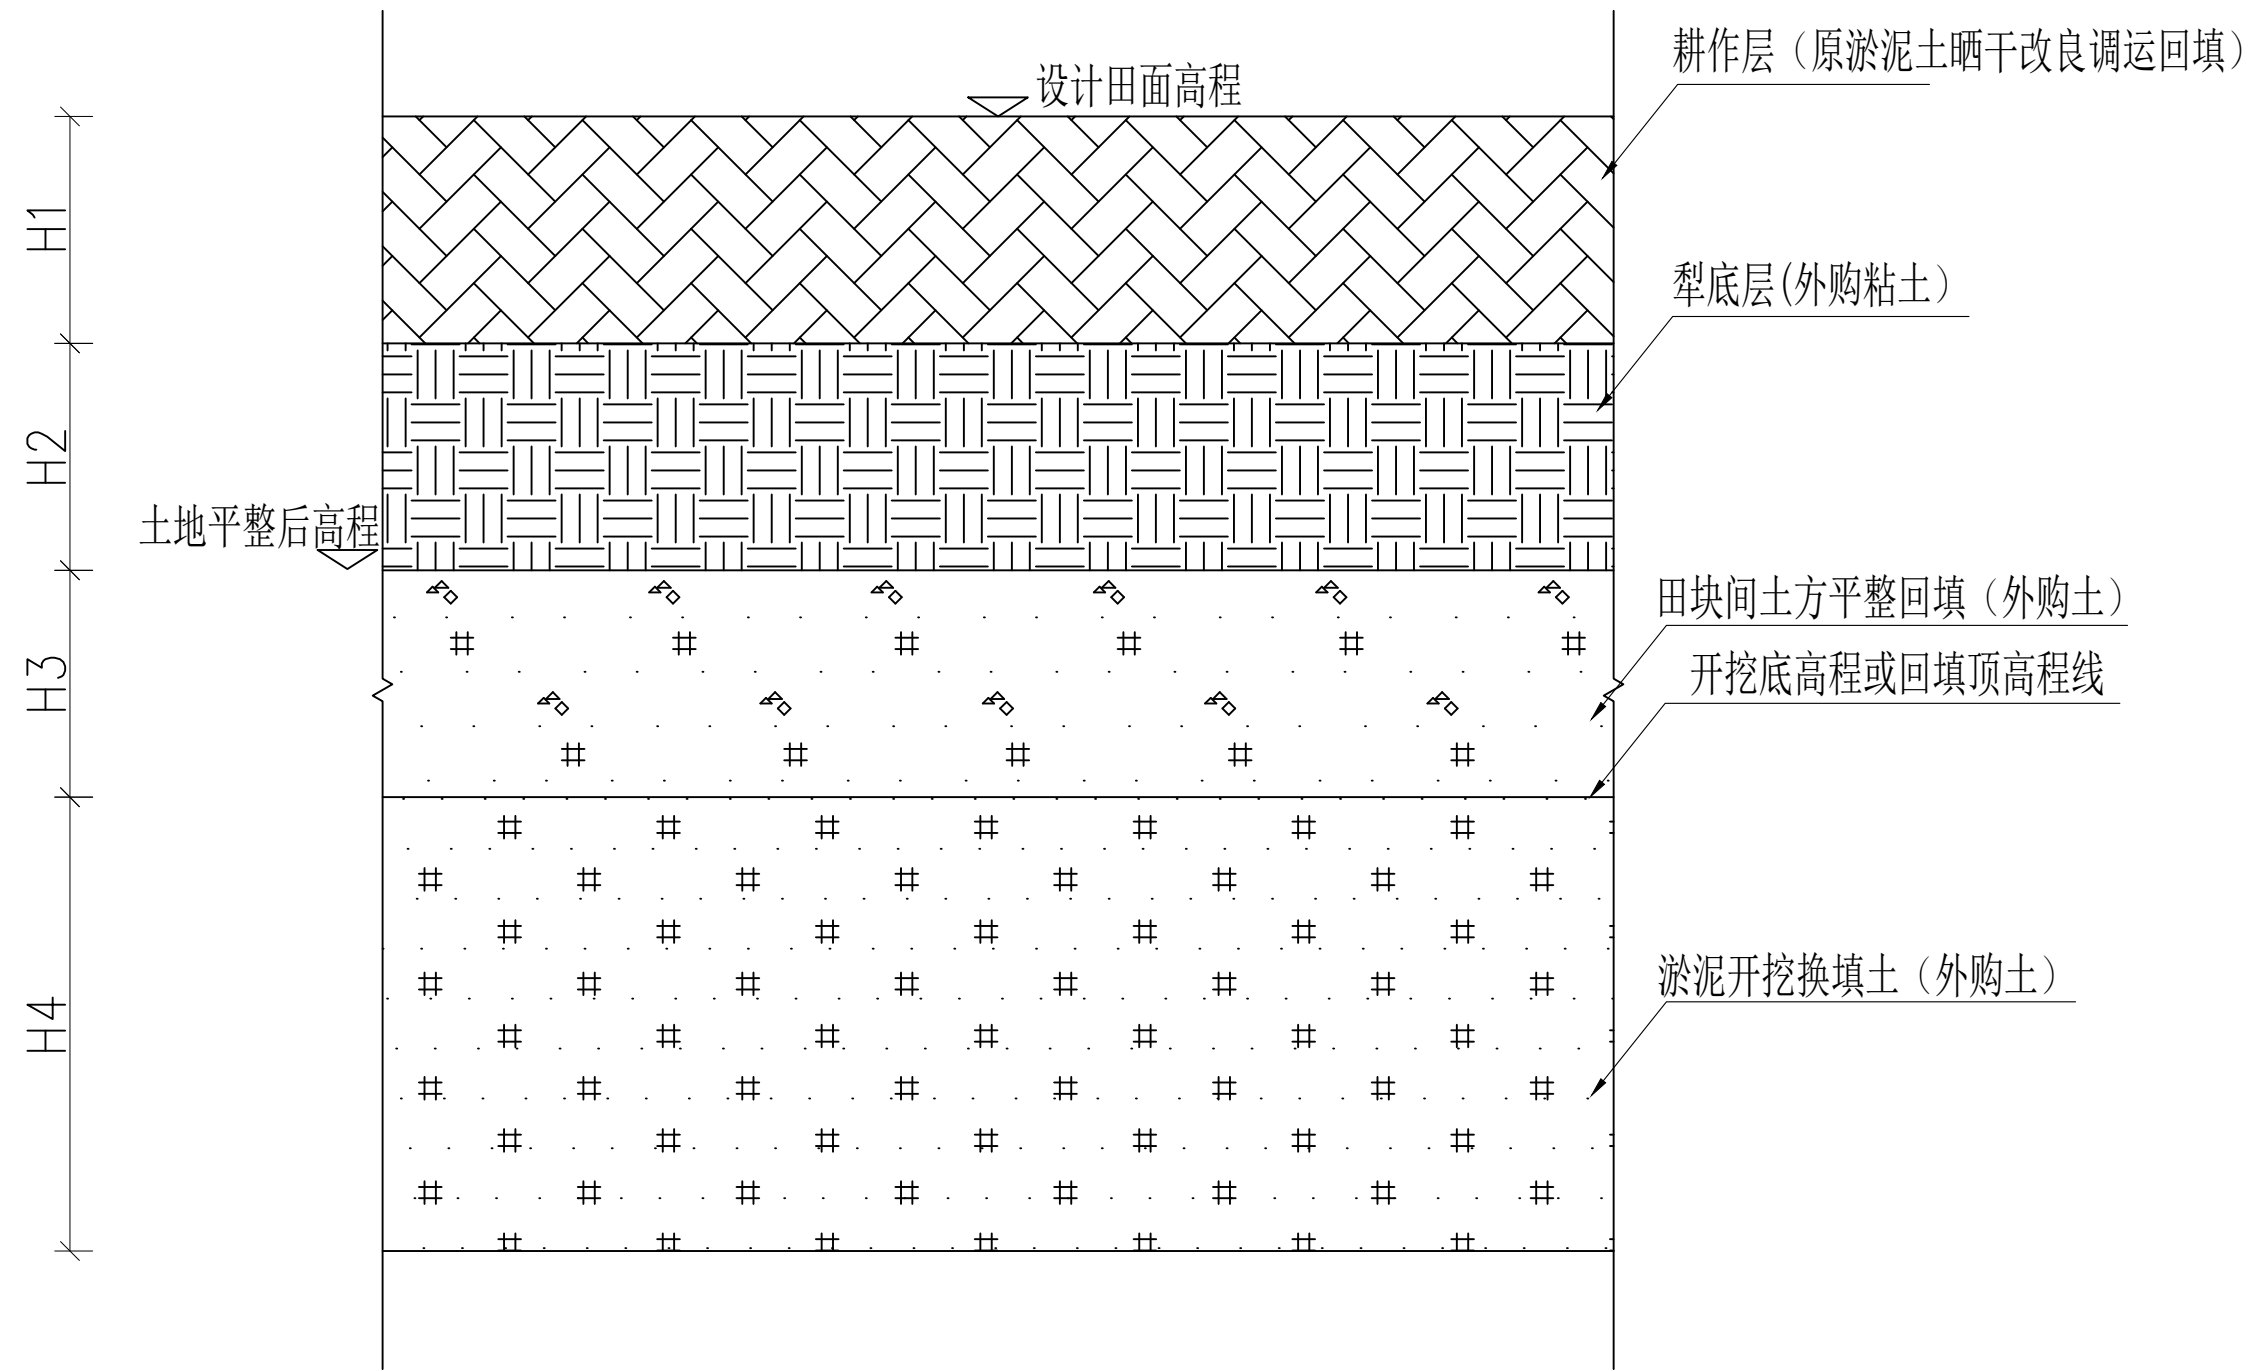 耕作层（原淤泥土晒干改良调运回填）
设计田面高程
H1
犁底层(外购粘土）
H2
土地平整后高程
田块间土方平整回填（外购土）
H3
开挖底高程或回填顶高程线
淤泥开挖换填土（外购土）
H4